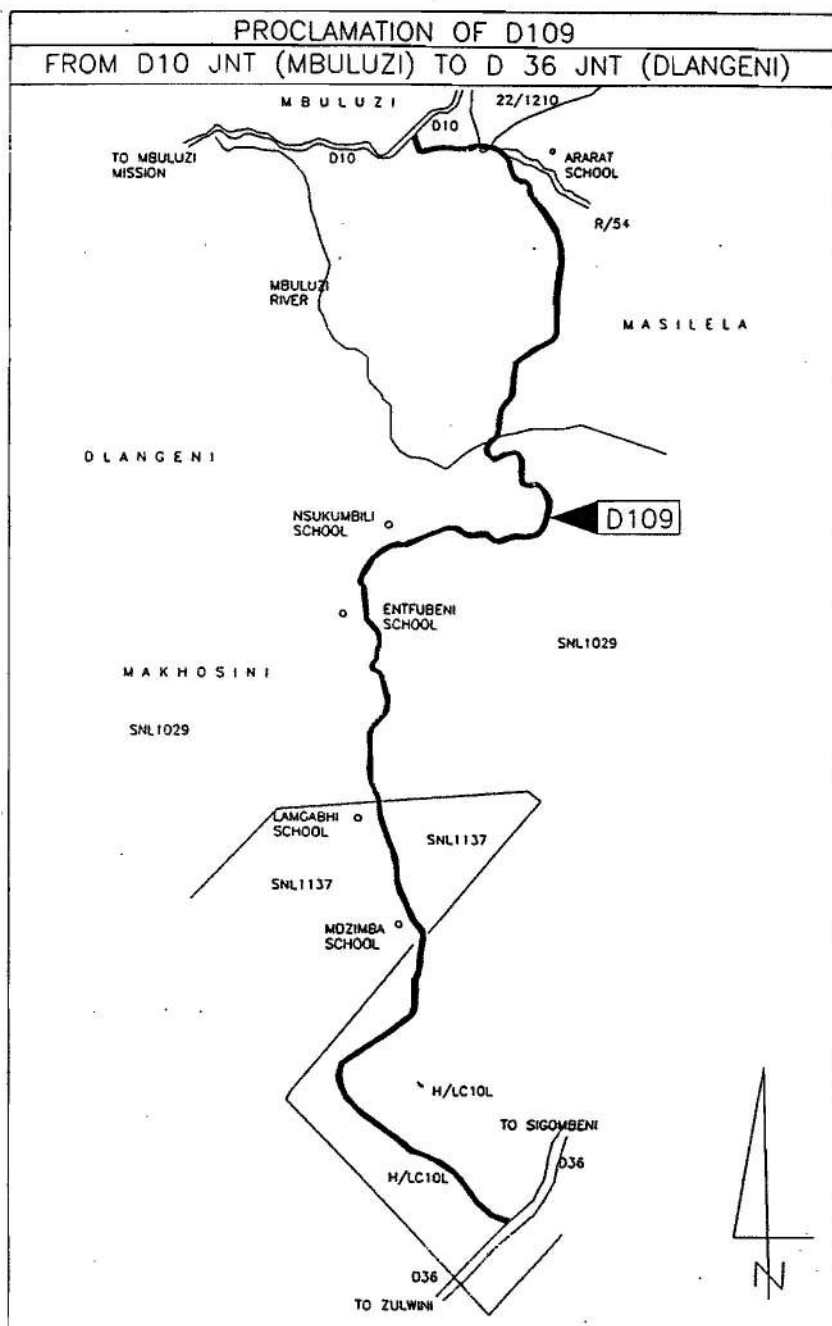 PROCLAMATION OF D109
FROM D10 JNT (MBULUZI) TO D 36 JNT (DLANGENI)
MBULUZI
22/1210
D10
D10
TO MBULUZI
MISSION
ARARAT
SCHOOL
R/54
MBULUZI
RIVER
MASILELA
DLANGENI
NSUKUMBILI
SCHOOL
D109
ENTFUBENI
SCHOOL
SNL1029
MAKHOSINI
SNL1029
LAMGABHI
SCHOOL
SNL1137
SNL1137
MDZIMBA
SCHOOL
H/LC10L
TO SIGOMBENI
D36
H/LC10L
D36
TO ZULWINI
N